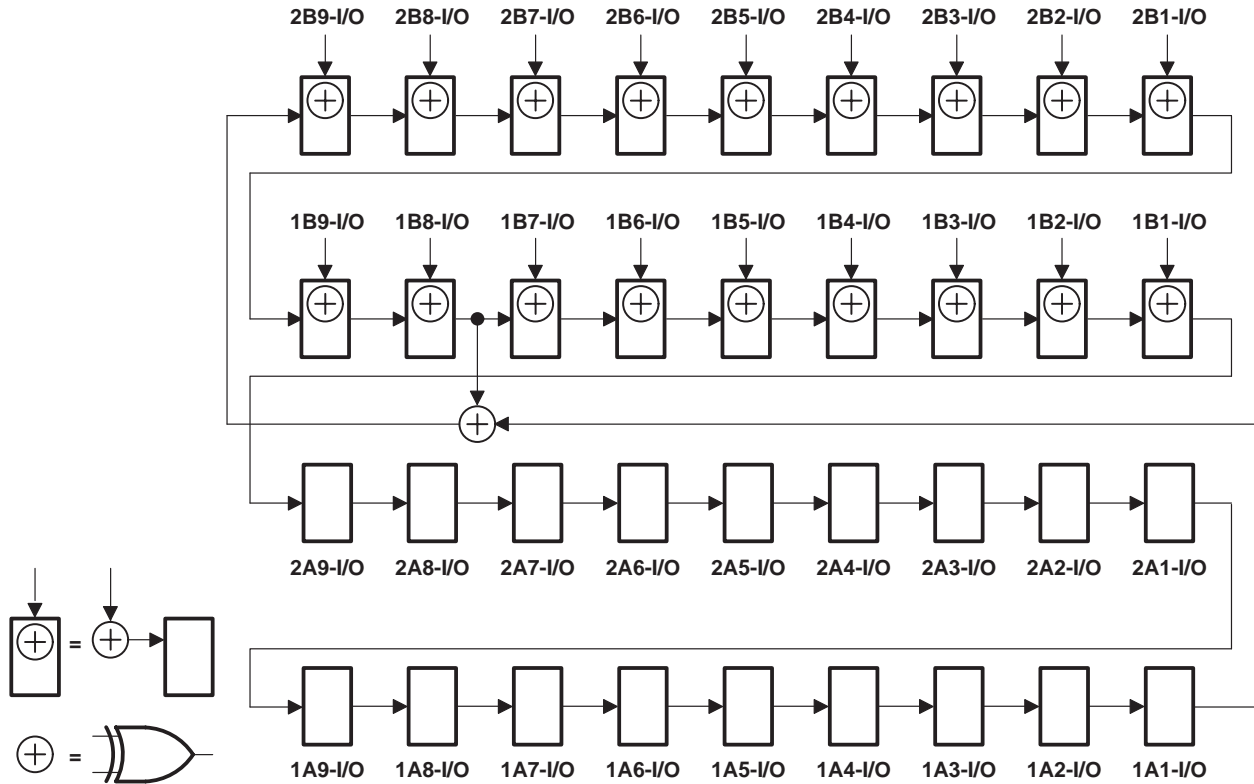 2B9-I/O 2B8-I/O 2B7-I/O 2B6-I/O 2B5-I/O 2B4-I/O 2B3-I/O 2B2-I/O 2B1-I/O
1B9-I/O 1B8-I/O 1B7-I/O 1B6-I/O 1B5-I/O 1B4-I/O 1B3-I/O 1B2-I/O 1B1-I/O
2A9-I/O 2A8-I/O 2A7-I/O 2A6-I/O 2A5-I/O 2A4-I/O 2A3-I/O 2A2-I/O 2A1-I/O
=
=
1A9-I/O 1A8-I/O 1A7-I/O 1A6-I/O 1A5-I/O 1A4-I/O 1A3-I/O 1A2-I/O 1A1-I/O